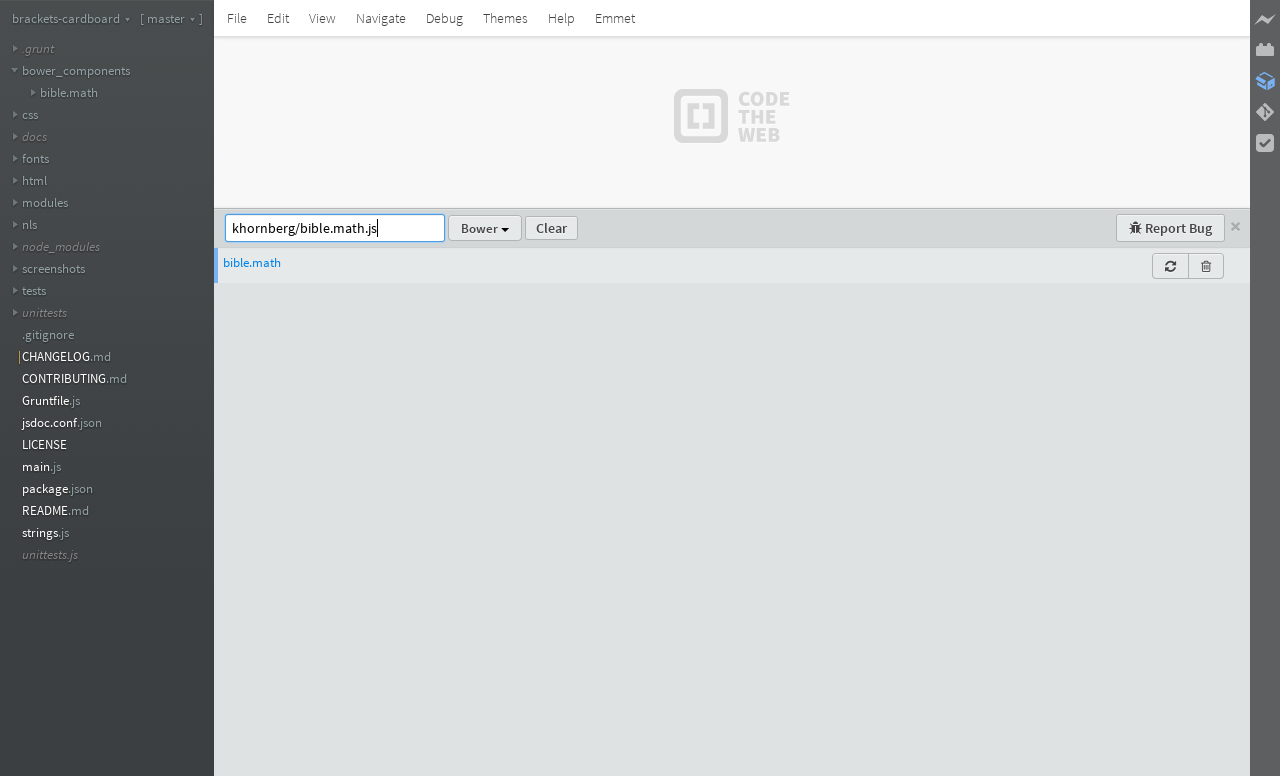 brackets-cardboard [ master ]
.grunt
bower_components
bible.math
css
docs
fonts
html
modules
nls
node_modules
screenshots
tests
unittests
.gitignore
CHANGELOG.md
CONTRIBUTING.md
Gruntfile.js
jsdoc.conf.json
LICENSE
main.js
package.json
README.md
strings.js
unittests.js
File Edit View Navigate Debug Themes Help Emmet
CODE
THE
WEB
khornberg/bible.math.js Bower Clear Report Bug
bible.math